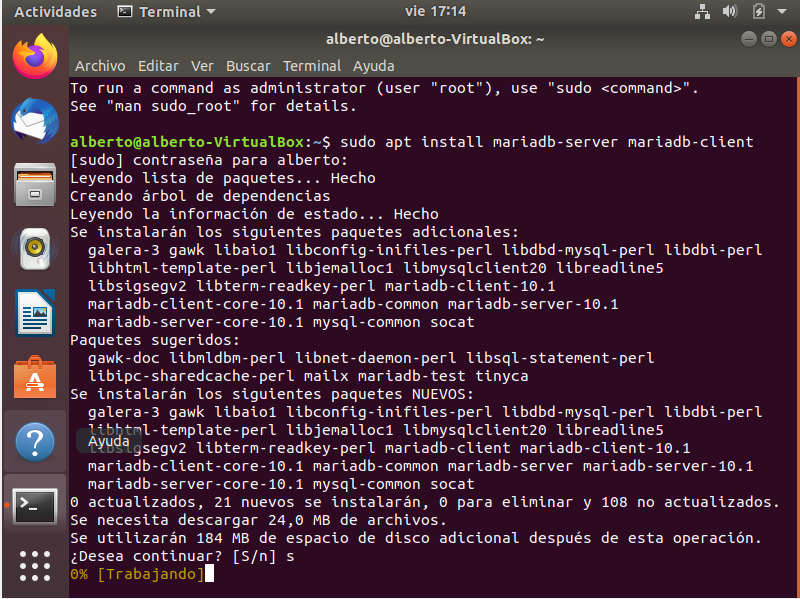 Actividades Terminal vie 17:14
alberto@alberto-VirtualBox: ~
Archivo Editar Ver Buscar Terminal Ayuda
To run a command as administrator (user "root"), use "sudo <command>".
See "man sudo_root" for details.
alberto@alberto-VirtualBox:~$ sudo apt install mariadb-server mariadb-client
[sudo] contraseña para alberto:
Leyendo lista de paquetes... Hecho
Creando árbol de dependencias
Leyendo la información de estado... Hecho
Se instalarán los siguientes paquetes adicionales:
galera-3 gawk libaio1 libconfig-inifiles-perl libdbd-mysql-perl libdbi-perl
libhtml-template-perl libjemalloc1 libmysqlclient20 libreadline5
libsigsegv2 libterm-readkey-perl mariadb-client-10.1
mariadb-client-core-10.1 mariadb-common mariadb-server-10.1
mariadb-server-core-10.1 mysql-common socat
Paquetes sugeridos:
gawk-doc libmldbm-perl libnet-daemon-perl libsql-statement-perl
libipc-sharedcache-perl mailx mariadb-test tinyca
Se instalarán los siguientes paquetes NUEVOS:
galera-3 gawk libaio1 libconfig-inifiles-perl libdbd-mysql-perl libdbi-perl
libhtml-template-perl libjemalloc1 libmysqlclient20 libreadline5
Ayuda
libsigsegv2 libterm-readkey-perl mariadb-client mariadb-client-10.1
mariadb-client-core-10.1 mariadb-common mariadb-server mariadb-server-10.1
mariadb-server-core-10.1 mysql-common socat
0 actualizados, 21 nuevos se instalarán, 0 para eliminar y 108 no actualizados.
Se necesita descargar 24,0 MB de archivos.
Se utilizarán 184 MB de espacio de disco adicional después de esta operación.
¿Desea continuar? [S/n] s
0% [Trabajando]